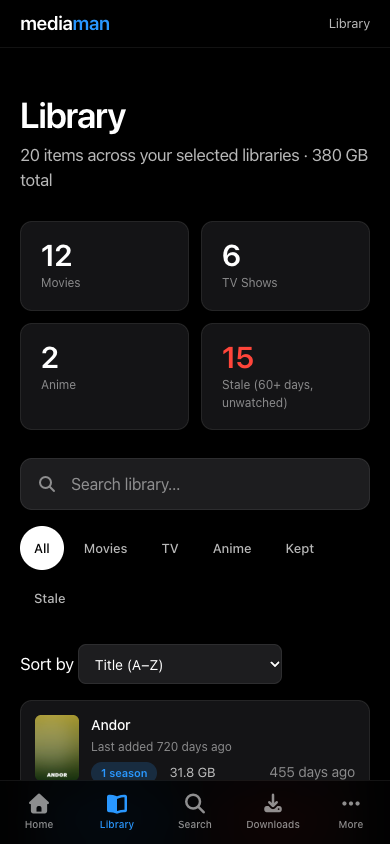 mediaman
Library
Library
20 items across your selected libraries · 380 GB
total
12
Movies
6
TV Shows
2
Anime
15
Stale (60+ days,
unwatched)
Search library...
All
Movies
TV
Anime
Kept
Stale
Sort by
Title (A–Z)
ANDOR
Andor
Last added 720 days ago
1 season
31.8 GB
455 days ago
Home
Library
Search
Downloads
More